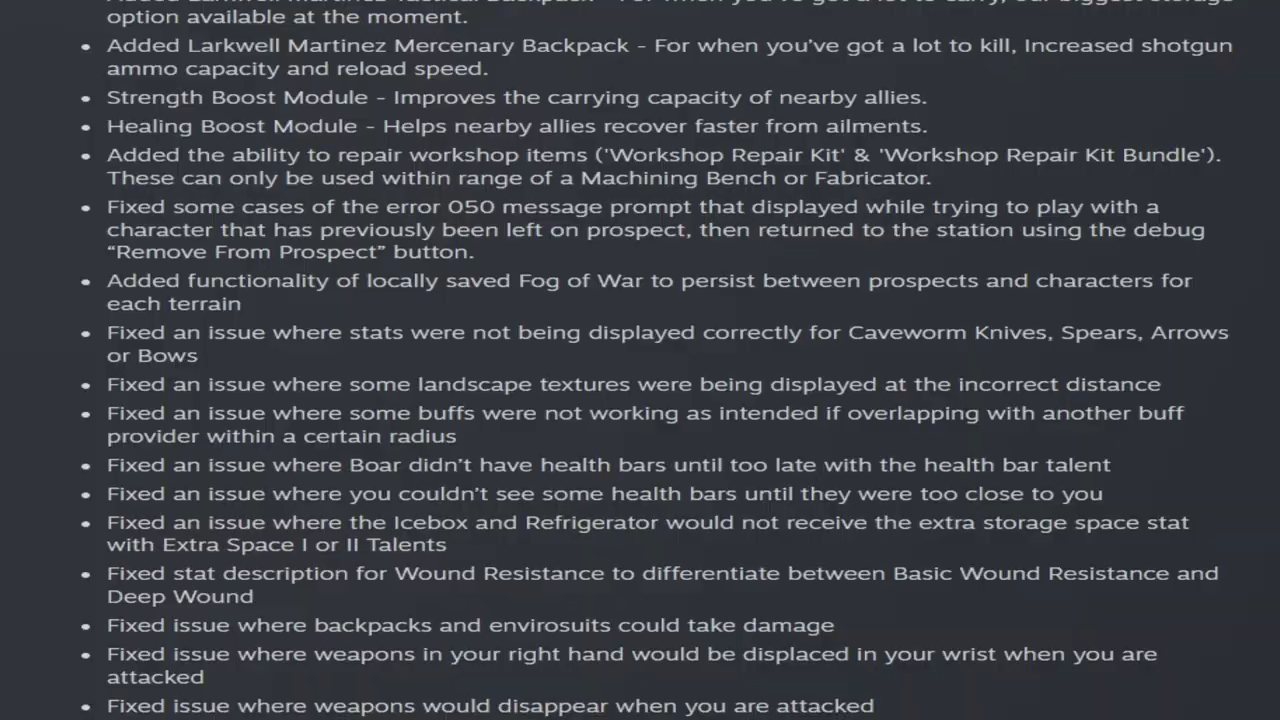 option available at the moment.
• Added Larkwell Martinez Mercenary Backpack - For when you've got a lot to kill, Increased shotgun
ammo capacity and reload speed.
• Strength Boost Module - Improves the carrying capacity of nearby allies.
• Healing Boost Module - Helps nearby allies recover faster from ailments.
• Added the ability to repair workshop items ('Workshop Repair Kit' & 'Workshop Repair Kit Bundle').
These can only be used within range of a Machining Bench or Fabricator.
• Fixed some cases of the error 050 message prompt that displayed while trying to play with a
character that has previously been left on prospect, then returned to the station using the debug
“Remove From Prospect” button.
• Added functionality of locally saved Fog of War to persist between prospects and characters for
each terrain
• Fixed an issue where stats were not being displayed correctly for Caveworm Knives, Spears, Arrows
or Bows
• Fixed an issue where some landscape textures were being displayed at the incorrect distance
• Fixed an issue where some buffs were not working as intended if overlapping with another buff
provider within a certain radius
• Fixed an issue where Boar didn't have health bars until too late with the health bar talent
• Fixed an issue where you couldn't see some health bars until they were too close to you
• Fixed an issue where the Icebox and Refrigerator would not receive the extra storage space stat
with Extra Space I or II Talents
• Fixed stat description for Wound Resistance to differentiate between Basic Wound Resistance and
Deep Wound
• Fixed issue where backpacks and envirosuits could take damage
• Fixed issue where weapons in your right hand would be displaced in your wrist when you are
attacked
• Fixed issue where weapons would disappear when you are attacked